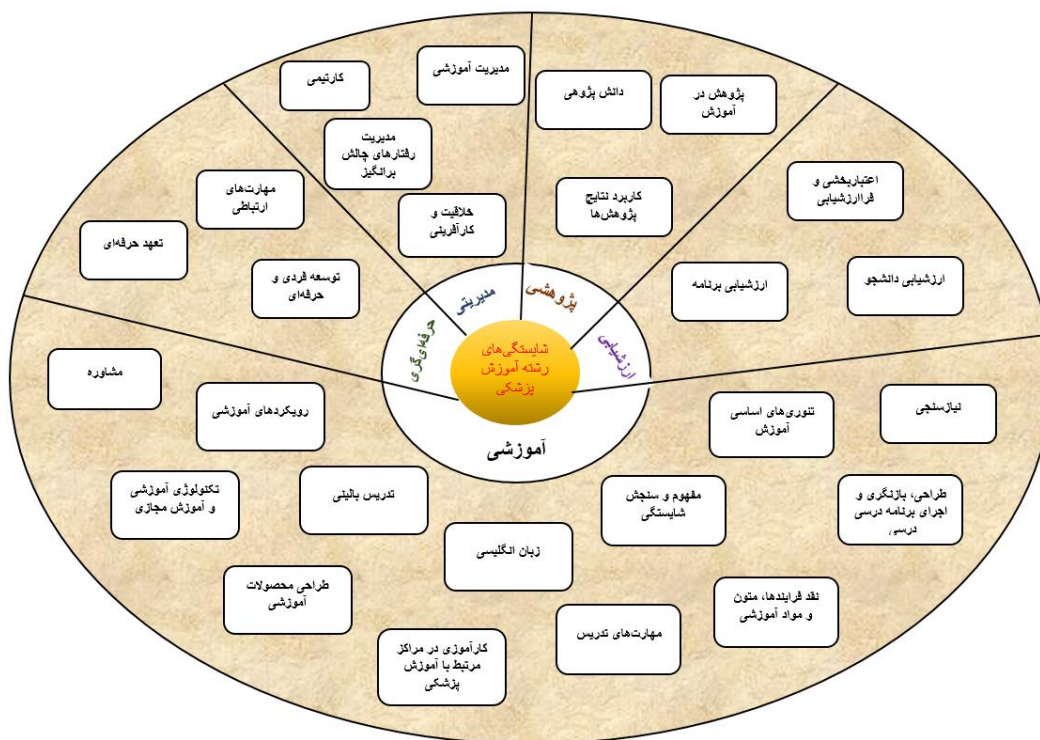 شایستگی‌های
رشته آموزش
پزشکی
پژوهشی
پژوهش در
آموزش
دانش پژوهی
کاربرد نتایج
پژوهش‌ها
مدیریتی
مدیریت آموزشی
کارتیمی
مدیریت
رفتارهای چالش
برانگیز
خلاقیت و
کارآفرینی
حرفه‌ای‌گری
مهارت‌های
ارتباطی
تعهد حرفه‌ای
توسعه فردی و
حرفه‌ای
ارزشیابی
اعتباربخشی و
فراارزشیابی
ارزشیابی دانشجو
ارزشیابی برنامه
آموزشی
نیازسنجی
تئوری‌های اساسی
آموزش
رویکردهای آموزشی
مشاوره
طراحی، بازنگری و
اجرای برنامه درسی
درسی
مفهوم و سنجش
شایستگی
تدریس بالینی
تکنولوژی آموزشی
و آموزش مجازی
زبان انگلیسی
نقد فرایندها، متون
و مواد آموزشی
مهارت‌های تدریس
طراحی محصولات
آموزشی
کارآموزی در مراکز
مرتبط با آموزش
پزشکی